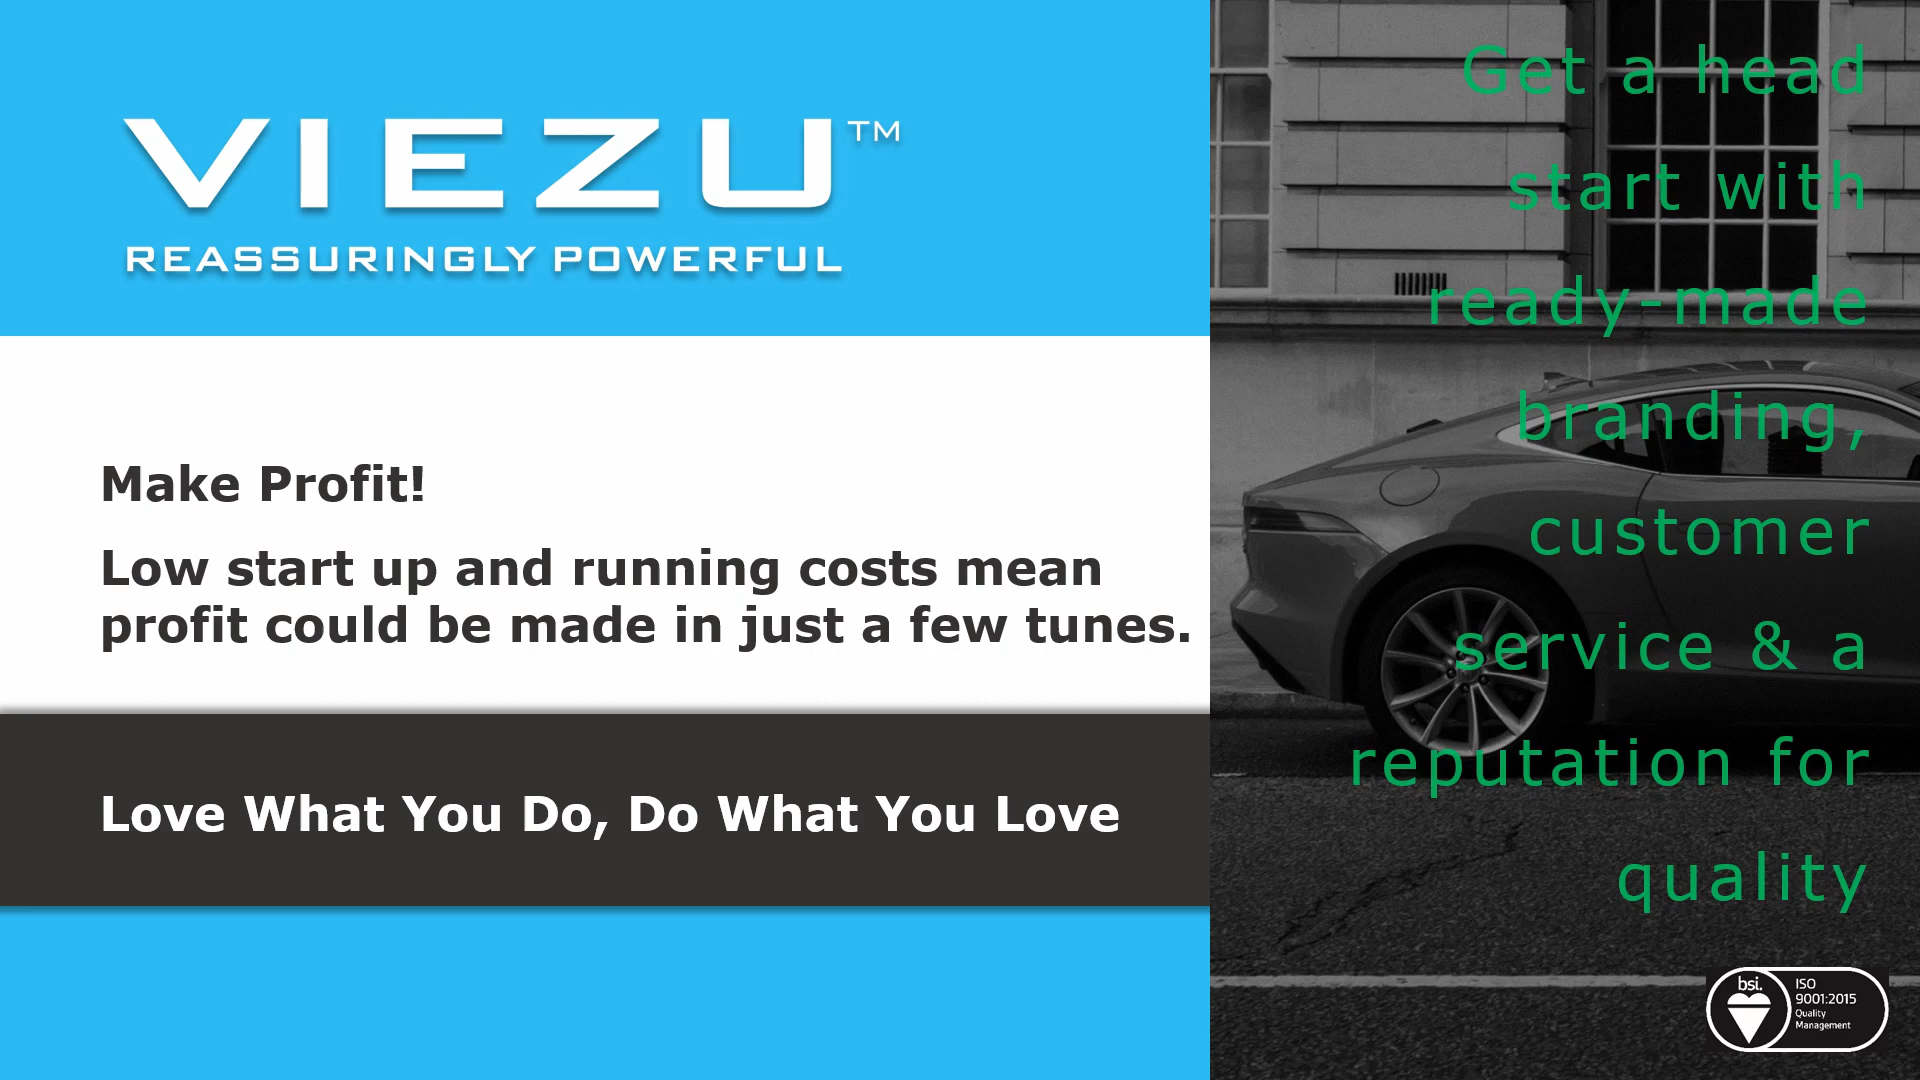 VIEZU™
REASSURINGLY POWERFUL
Make Profit!
Low start up and running costs mean
profit could be made in just a few tunes.
Love What You Do, Do What You Love
Get a head
start with
ready-made
branding,
customer
service & a
reputation for
quality
bsi.
ISO
9001:2015
Quality
Management